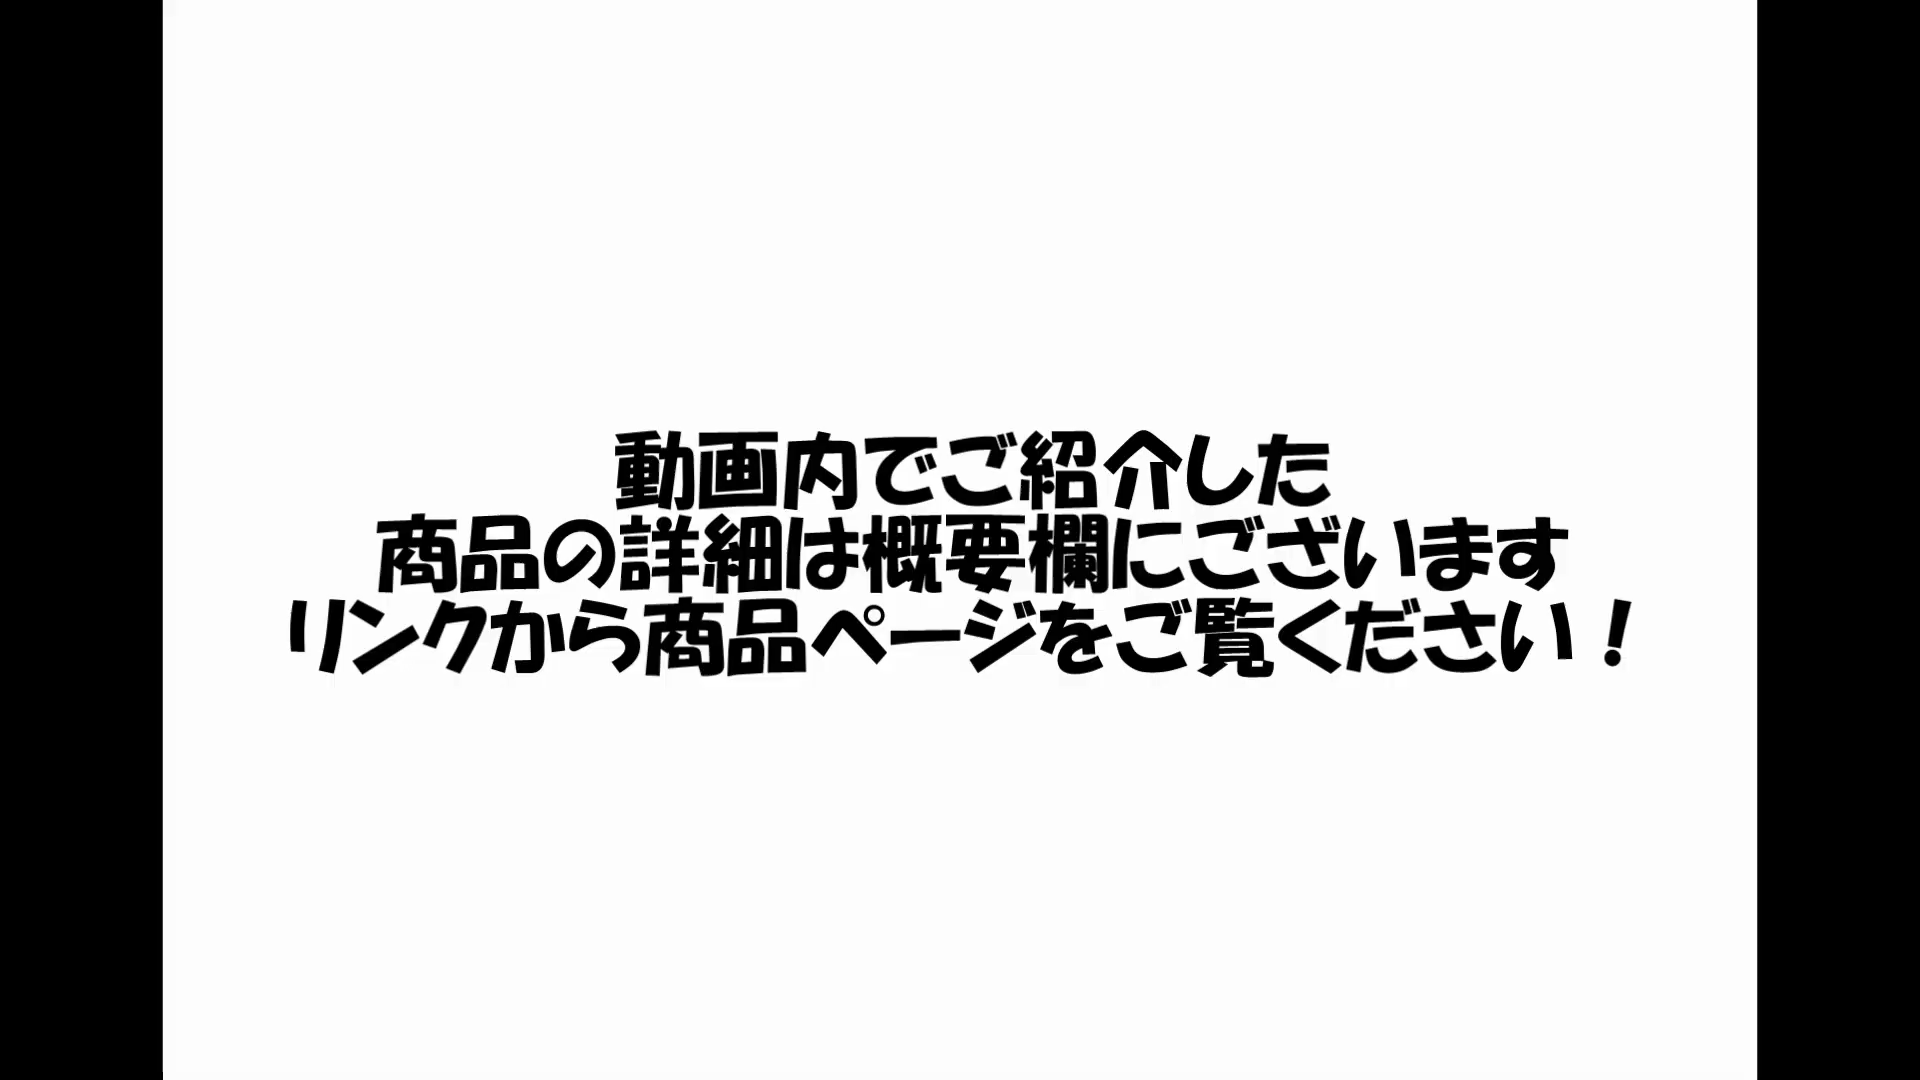 動画内でご紹介した
商品の詳細は概要欄にございます
リンクから商品ページをご覧ください！